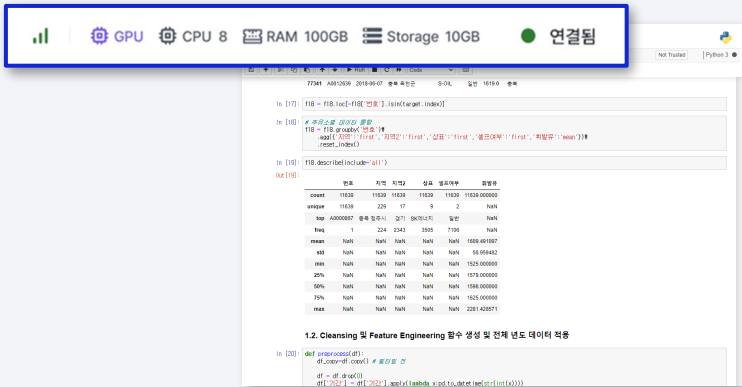 GPU CPU 8 RAM 100GB Storage 10GB 연결됨
Not Trusted Python 3
Run Code
77341 A0012639 2018-06-07 충북 옥천군 S-OIL 일반 1619.0 충북
In [17]: f18 = f18.loc[~f18['번호'].isin(target.index)]
In [18]: # 주유소별 데이터 통합
f18 = f18.groupby('번호')#
.agg({'지역':'first','지역2':'first','상표':'first','셀프여부':'first','휘발유':'mean'})#
.reset_index()
In [19]: f18.describe(include='all')
Out[19]:
번호 지역 지역2 상표 셀프여부 휘발유
count 11639 11639 11639 11639 11639 11639.000000
unique 11639 229 17 9 2 NaN
top A0000867 충북 청주시 경기 SK에너지 일반 NaN
freq 1 224 2343 3505 7106 NaN
mean NaN NaN NaN NaN NaN 1609.491897
std NaN NaN NaN NaN NaN 56.959482
min NaN NaN NaN NaN NaN 1525.000000
25% NaN NaN NaN NaN NaN 1579.000000
50% NaN NaN NaN NaN NaN 1596.000000
75% NaN NaN NaN NaN NaN 1625.000000
max NaN NaN NaN NaN NaN 2281.428571
1.2. Cleansing 및 Feature Engineering 함수 생성 및 전체 년도 데이터 적용
In [20]: def preprocess(df):
df_copy=df.copy() # 필터링 전
df = df.drop(0)
df['기간'] = df['기간'].apply(lambda x:pd.to_datetime(str(int(x))))